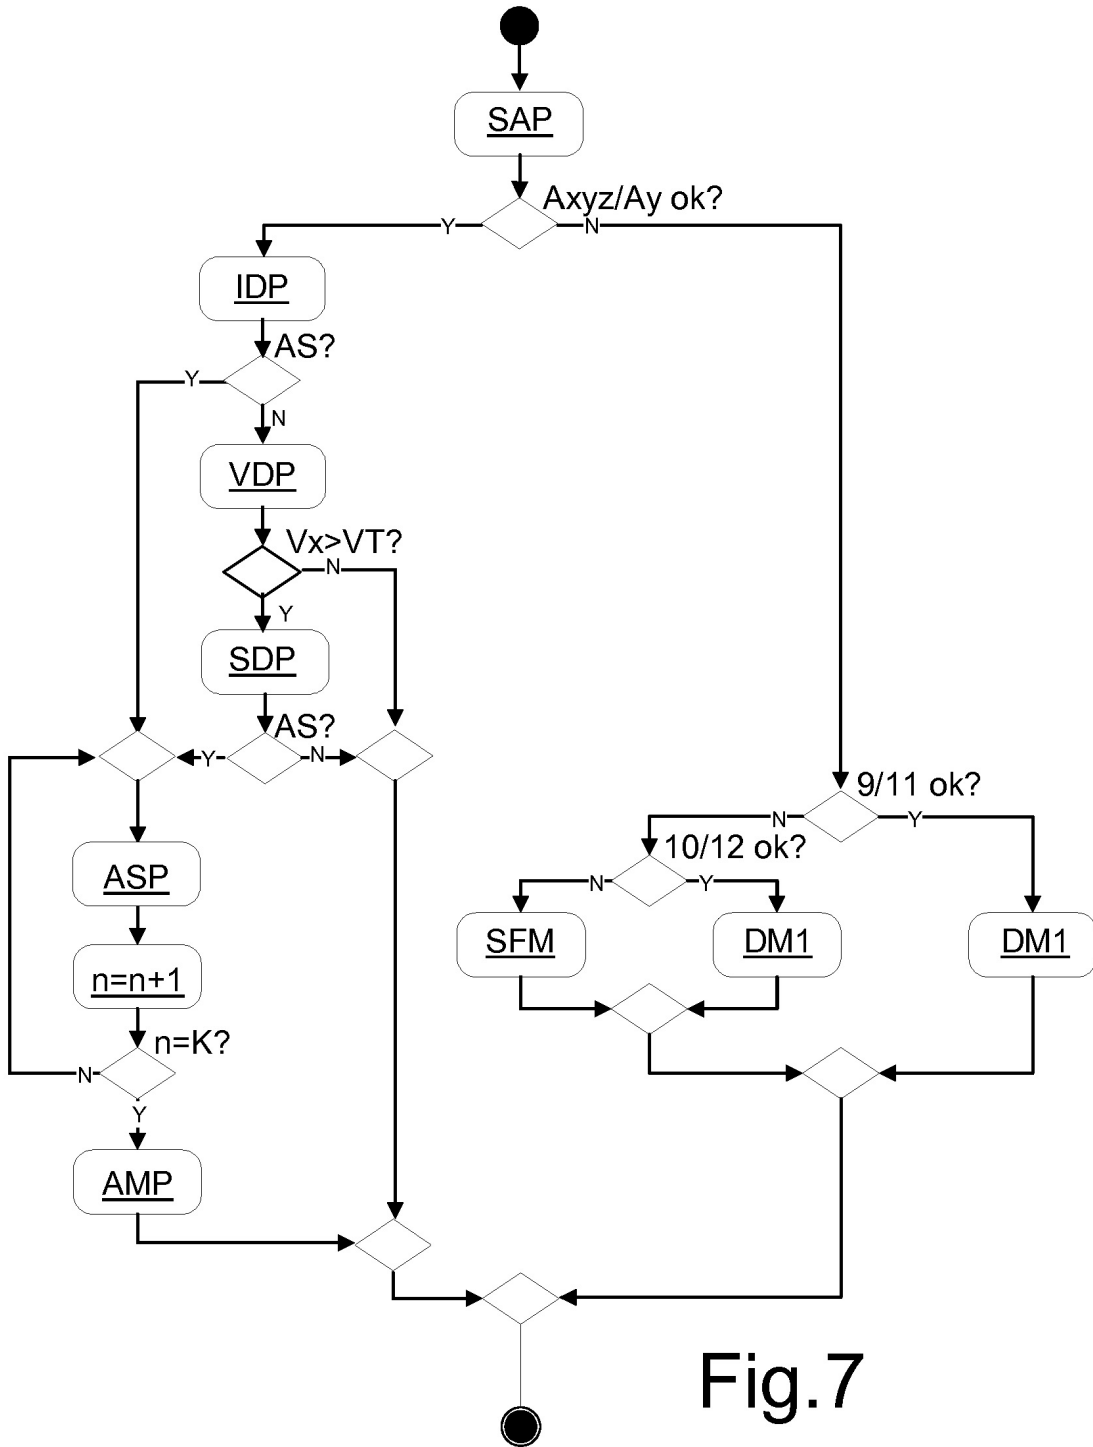 SAP
Axyz/Ay ok?
Y
N
IDP
AS?
Y
N
VDP
Vx>VT?
N
Y
SDP
AS?
Y
N
9/11 ok?
N
Y
10/12 ok?
N
Y
ASP
SFM
DM1
DM1
n=n+1
n=K?
N
Y
AMP
Fig.7